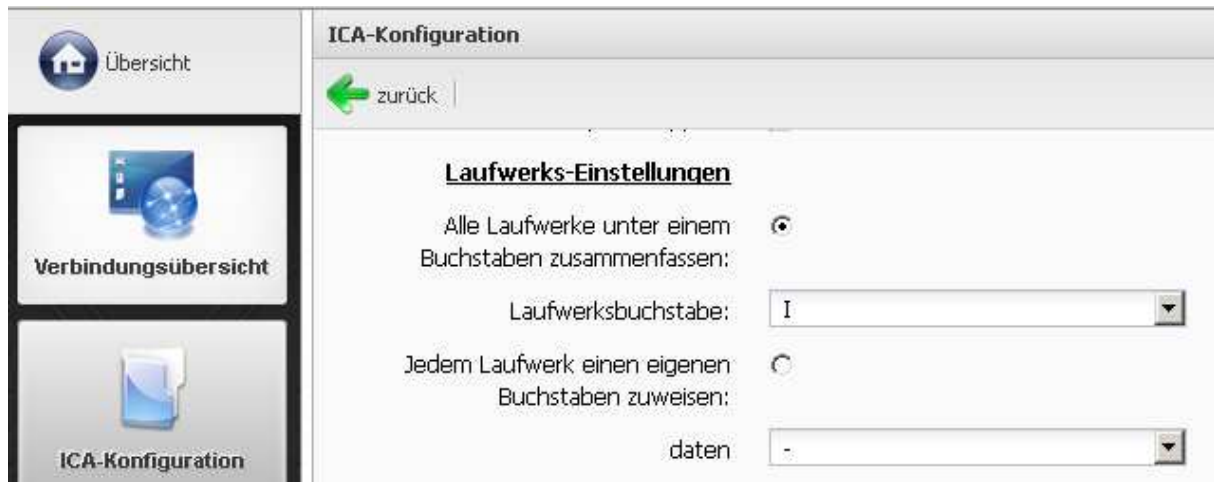 Übersicht
Verbindungsübersicht
ICA-Konfiguration
ICA-Konfiguration
zurück
Laufwerks-Einstellungen
Alle Laufwerke unter einem
Buchstaben zusammenfassen:
Laufwerksbuchstabe:
I
Jedem Laufwerk einen eigenen
Buchstaben zuweisen:
daten
-